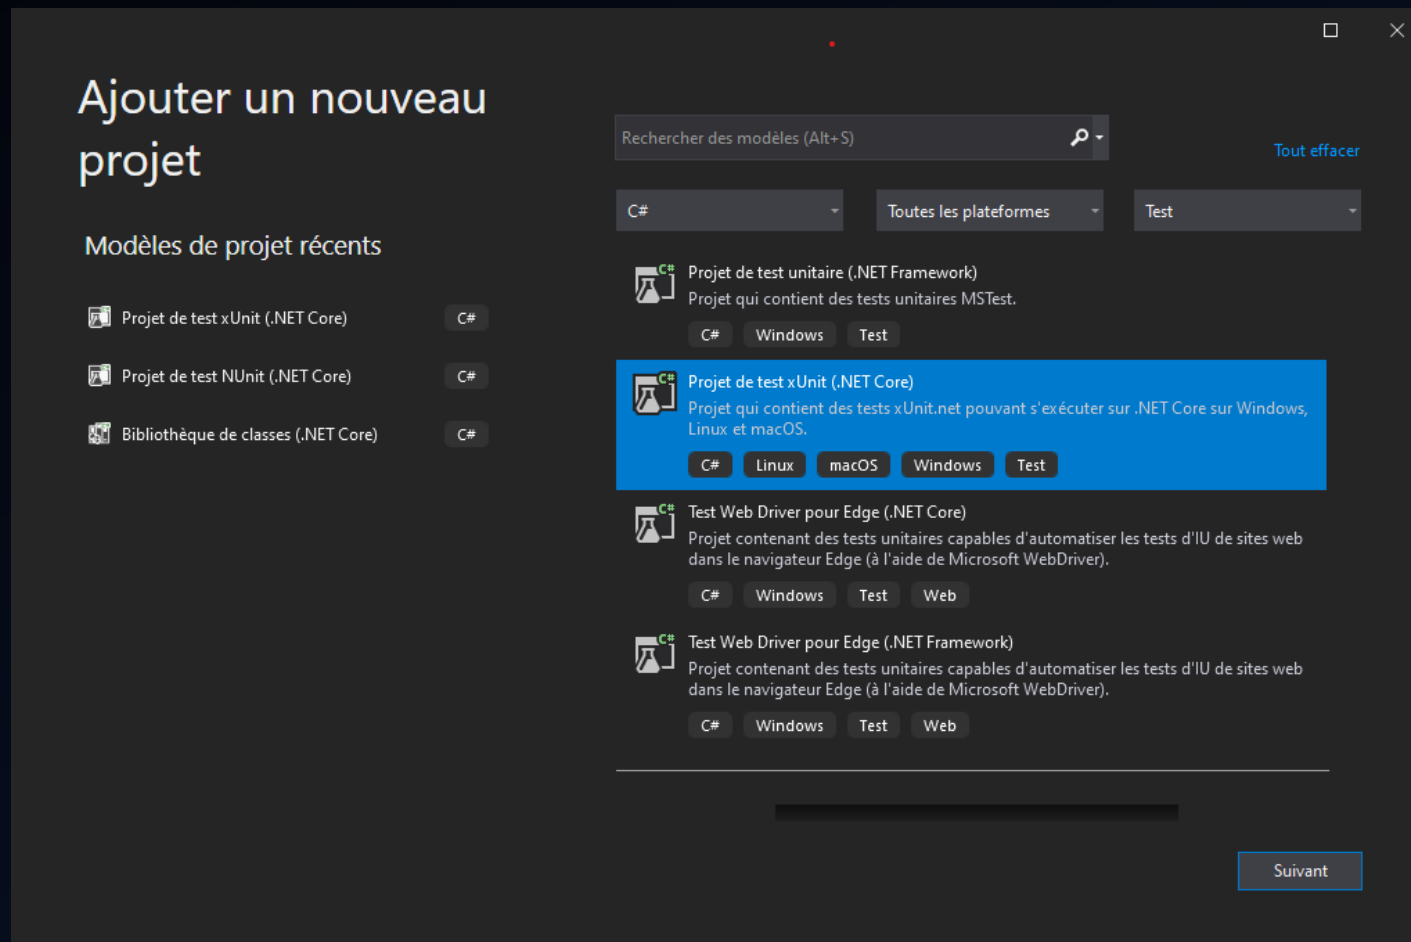 Ajouter un nouveau
projet
Modèles de projet récents
Projet de test xUnit (.NET Core) C#
Projet de test NUnit (.NET Core) C#
Bibliothèque de classes (.NET Core) C#
Rechercher des modèles (Alt+S)
Tout effacer
C# Toutes les plateformes Test
C#
Projet de test unitaire (.NET Framework)
Projet qui contient des tests unitaires MSTest.
C# Windows Test
C#
Projet de test xUnit (.NET Core)
Projet qui contient des tests xUnit.net pouvant s'exécuter sur .NET Core sur Windows,
Linux et macOS.
C# Linux macOS Windows Test
C#
Test Web Driver pour Edge (.NET Core)
Projet contenant des tests unitaires capables d'automatiser les tests d'IU de sites web
dans le navigateur Edge (à l'aide de Microsoft WebDriver).
C# Windows Test Web
C#
Test Web Driver pour Edge (.NET Framework)
Projet contenant des tests unitaires capables d'automatiser les tests d'IU de sites web
dans le navigateur Edge (à l'aide de Microsoft WebDriver).
C# Windows Test Web
Suivant